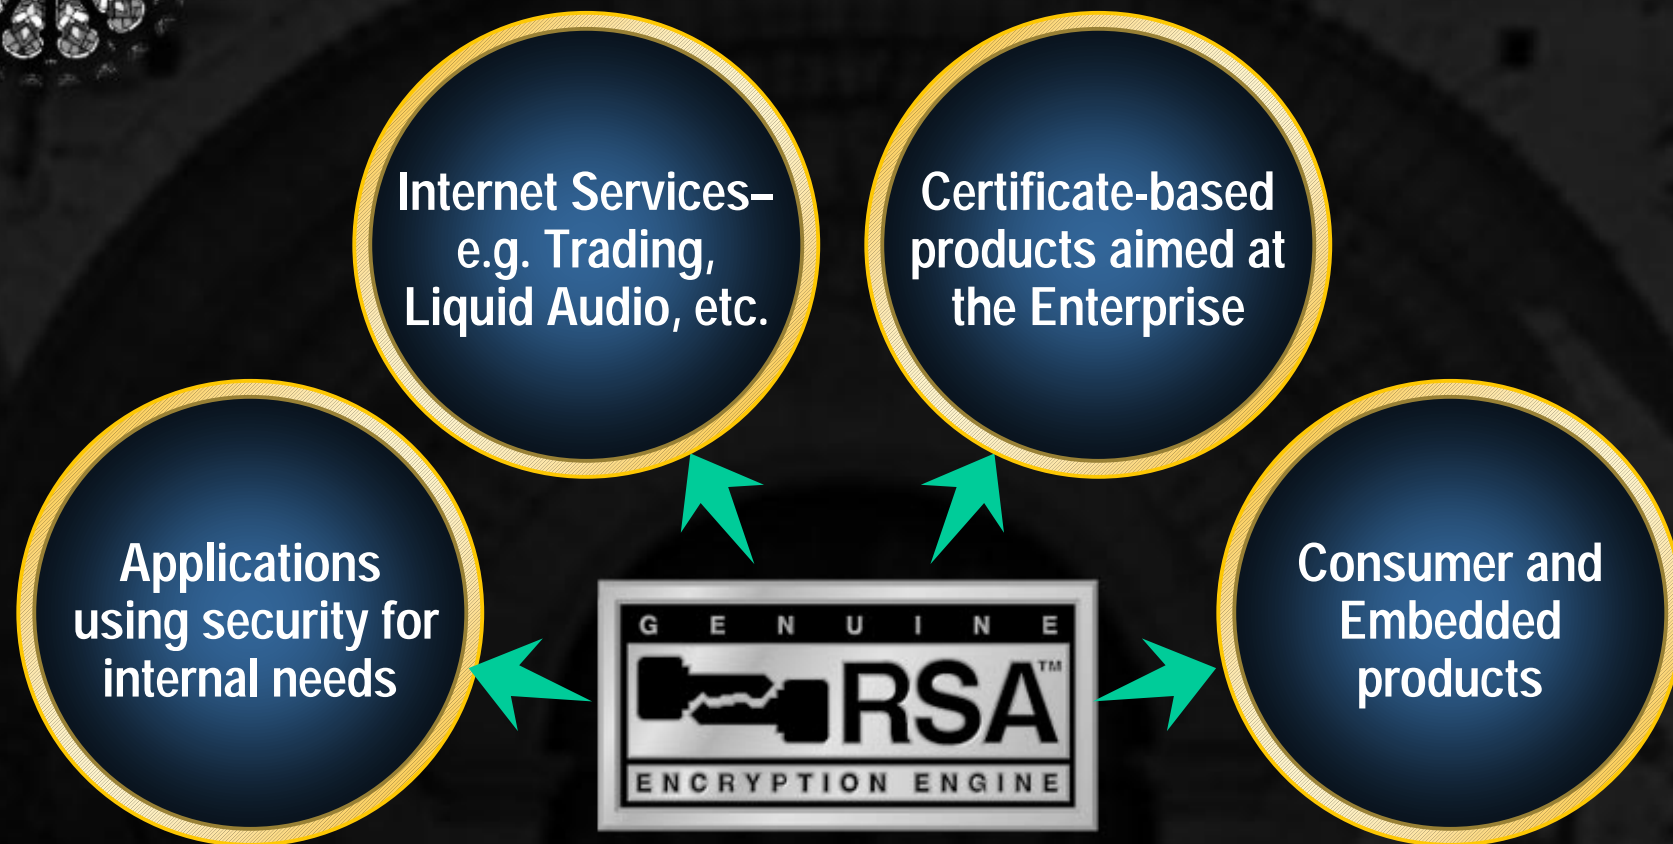 Internet Services–
e.g. Trading,
Liquid Audio, etc.
Certificate-based
products aimed at
the Enterprise
Applications
using security for
internal needs
Consumer and
Embedded
products
GENUINE
RSA™
ENCRYPTION ENGINE